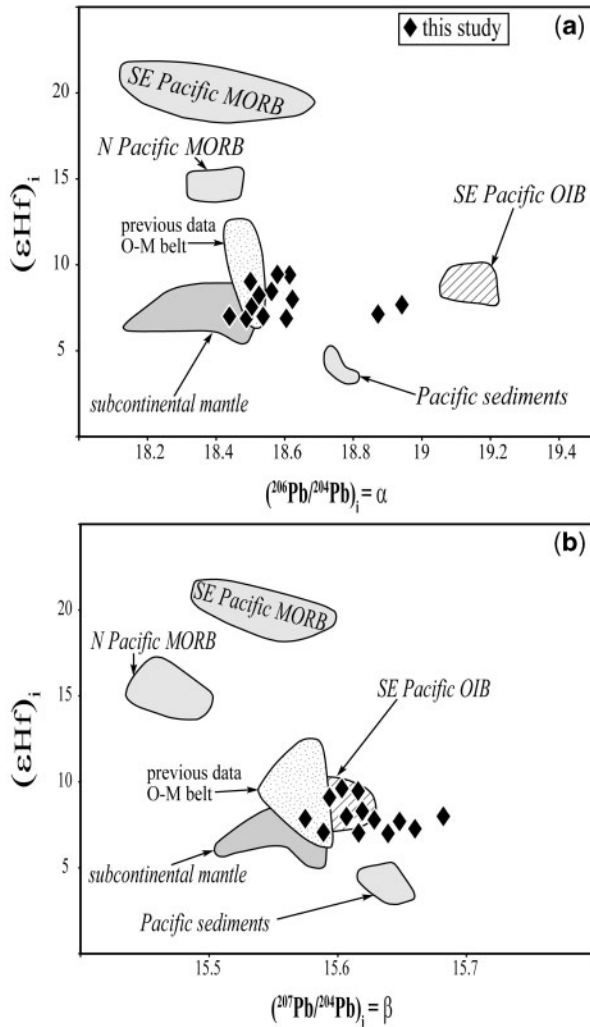 ◆ this study
(a)
SE Pacific MORB
N Pacific MORB
SE Pacific OIB
previous data
O-M belt
subcontinental mantle
Pacific sediments
(εHf)i
20
15
10
5
18.2
18.4
18.6
18.8
19
19.2
19.4
(²⁰⁶Pb/²⁰⁴Pb)i = α
(b)
SE Pacific MORB
N Pacific MORB
SE Pacific OIB
previous data
O-M belt
subcontinental mantle
Pacific sediments
(εHf)i
20
15
10
5
15.5
15.6
15.7
(²⁰⁷Pb/²⁰⁴Pb)i = β